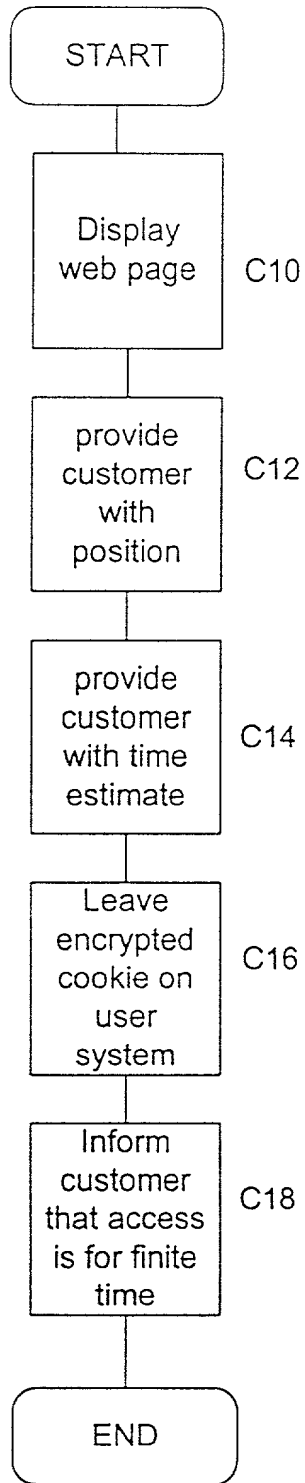 START
Display
web page
C10
provide
customer
with
position
C12
provide
customer
with time
estimate
C14
Leave
encrypted
cookie on
user
system
C16
Inform
customer
that access
is for finite
time
C18
END